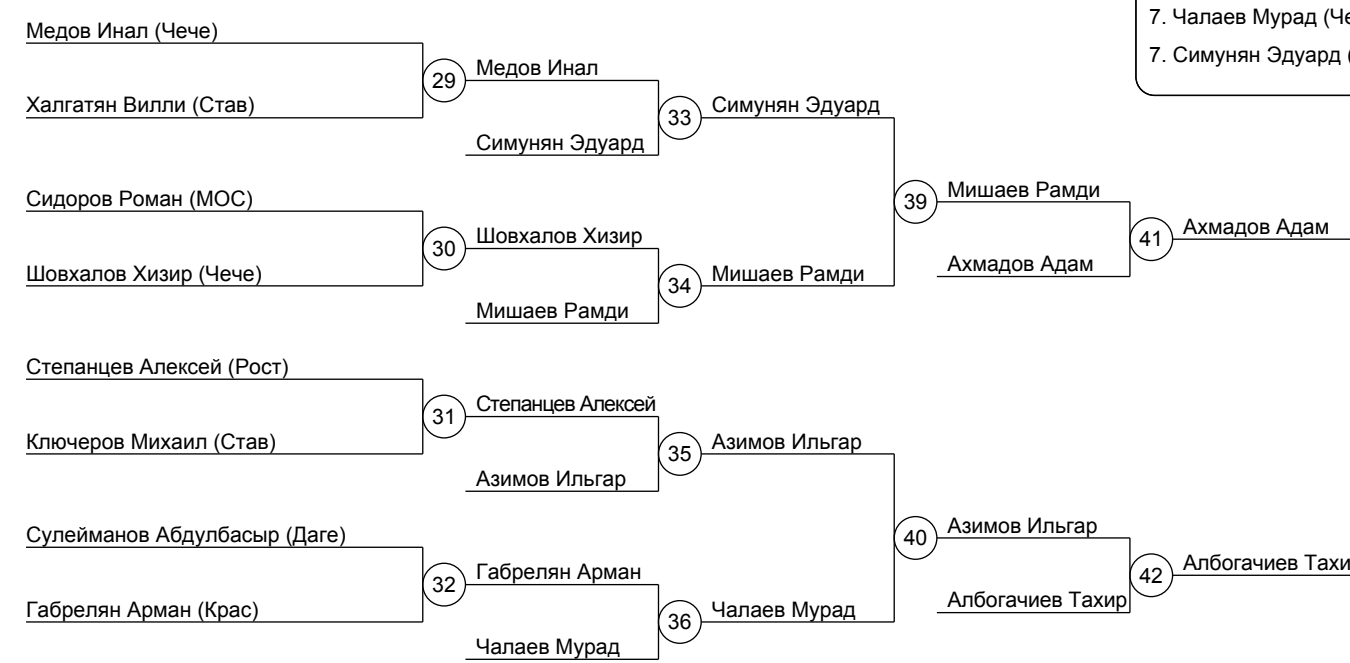 7. Чалаев Мурад (Че
7. Симунян Эдуард (
Медов Инал (Чече)
29
Медов Инал
Халгатян Вилли (Став)
33
Симунян Эдуард
Симунян Эдуард
Сидоров Роман (МОС)
39
Мишаев Рамди
30
Шовхалов Хизир
41
Ахмадов Адам
Шовхалов Хизир (Чече)
34
Мишаев Рамди
Ахмадов Адам
Мишаев Рамди
Степанцев Алексей (Рост)
31
Степанцев Алексей
Ключеров Михаил (Став)
35
Азимов Ильгар
Азимов Ильгар
Сулейманов Абдулбасыр (Даге)
40
Азимов Ильгар
32
Габрелян Арман
42
Албогачиев Тахи
Габрелян Арман (Крас)
36
Чалаев Мурад
Албогачиев Тахир
Чалаев Мурад